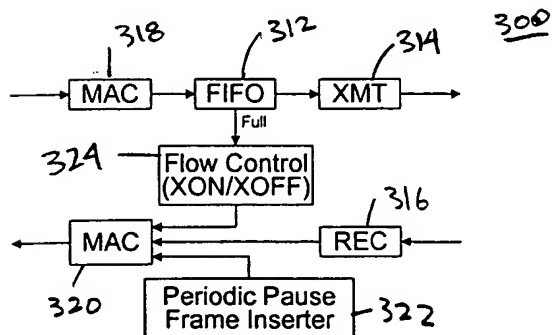 318 312 314 300
MAC FIFO XMT
Full
324
Flow Control
(XON/XOFF)
316
MAC REC
320
Periodic Pause
Frame Inserter
322